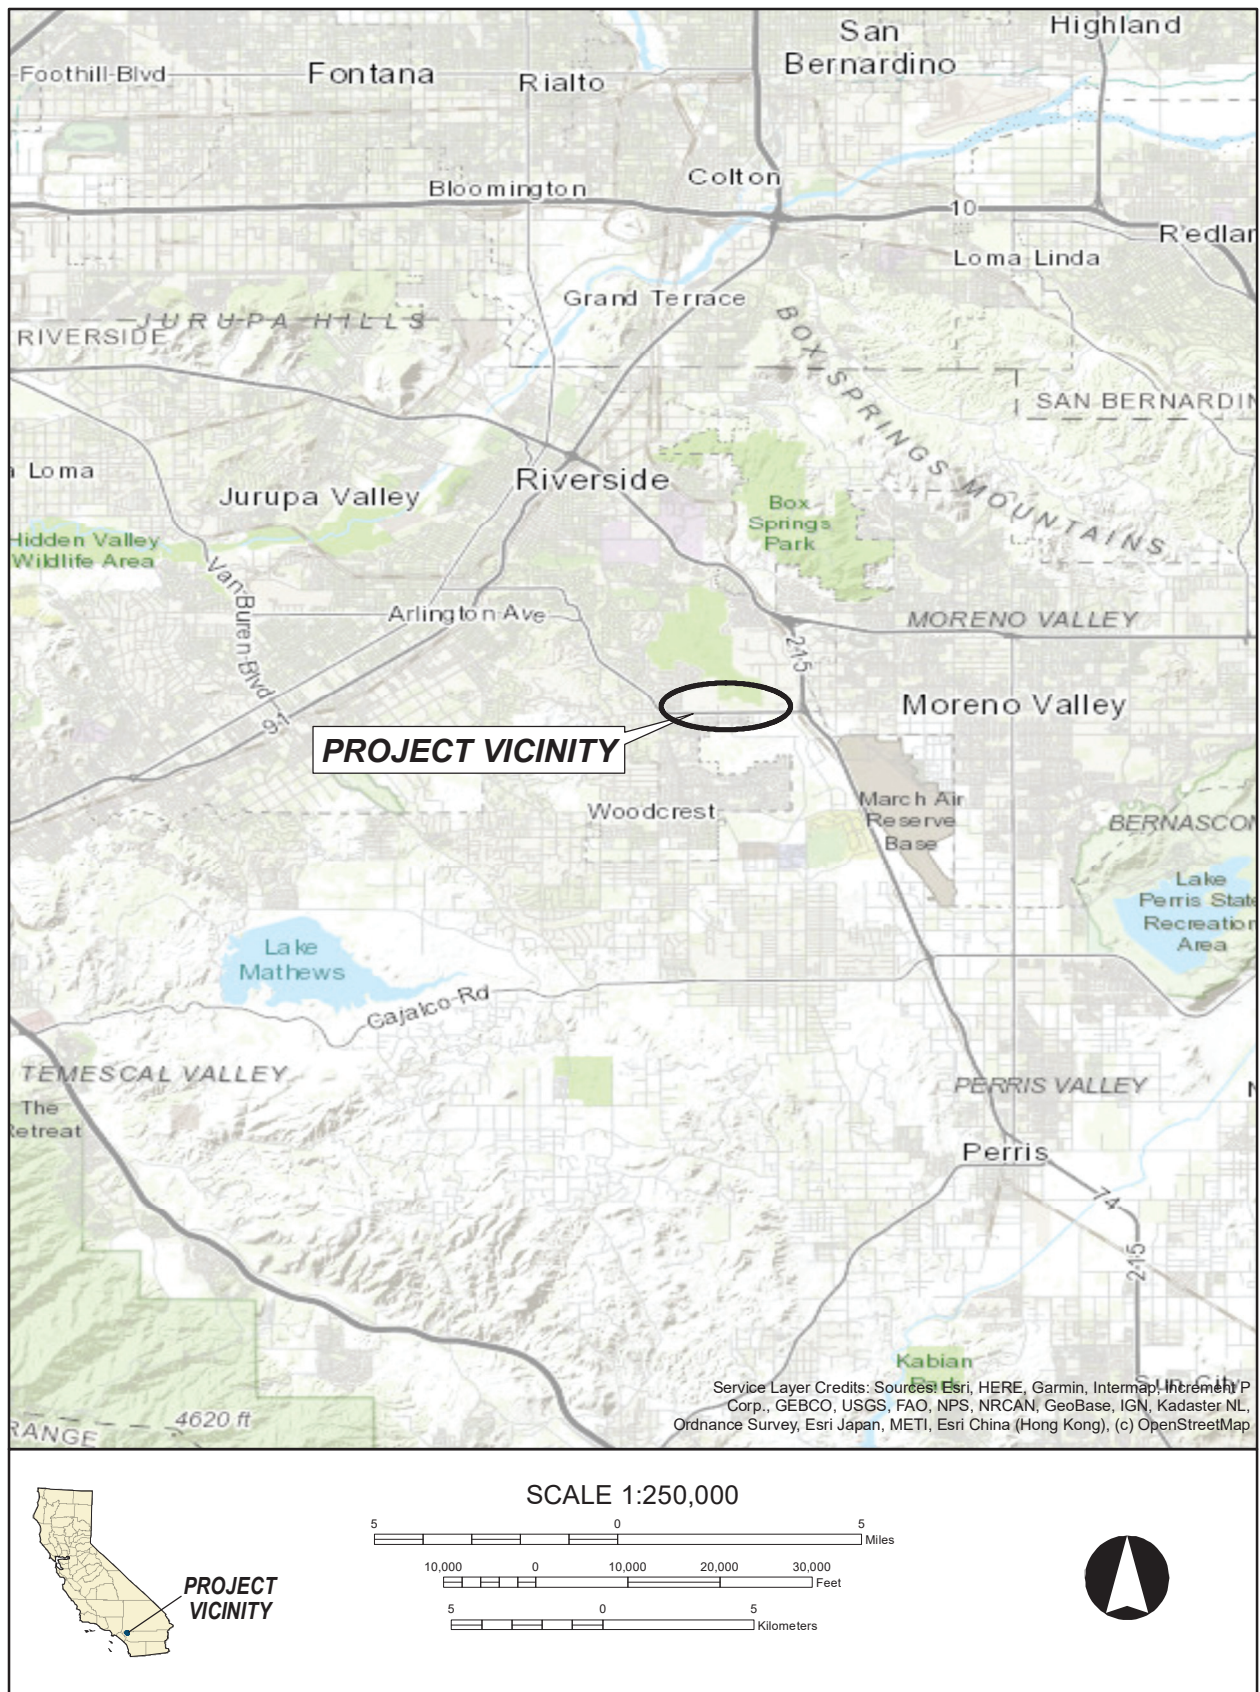 San
Bernardino
Highland
Foothill-Blvd
Fontana
Rialto
Colton
Bloomington
10
Redlan
Loma Linda
Grand Terrace
JURUPA HILLS
RIVERSIDE
BOX SPRINGS MOUNTAINS
SAN BERNARDIN
a Loma
Riverside
Jurupa Valley
Box
Springs
Park
Hidden Valley
Wildlife Area
Van Buren Blvd
Arlington Ave
MORENO VALLEY
215
Moreno Valley
91
PROJECT VICINITY
March Air
Reserve
Base
Woodcrest
BERNASCON
Lake
Perris State
Recreation
Area
Lake
Mathews
Cajalco-Rd
TEMESCAL VALLEY
PERRIS VALLEY
N
The
Retreat
Perris
74
215
Kabian
Park
Sun City
Service Layer Credits: Sources: Esri, HERE, Garmin, Intermap, increment P
Corp., GEBCO, USGS, FAO, NPS, NRCAN, GeoBase, IGN, Kadaster NL,
Ordnance Survey, Esri Japan, METI, Esri China (Hong Kong), (c) OpenStreetMap
4620 ft
RANGE
SCALE 1:250,000
5 0 5
Miles
10,000 0 10,000 20,000 30,000
Feet
5 0 5
Kilometers
PROJECT
VICINITY